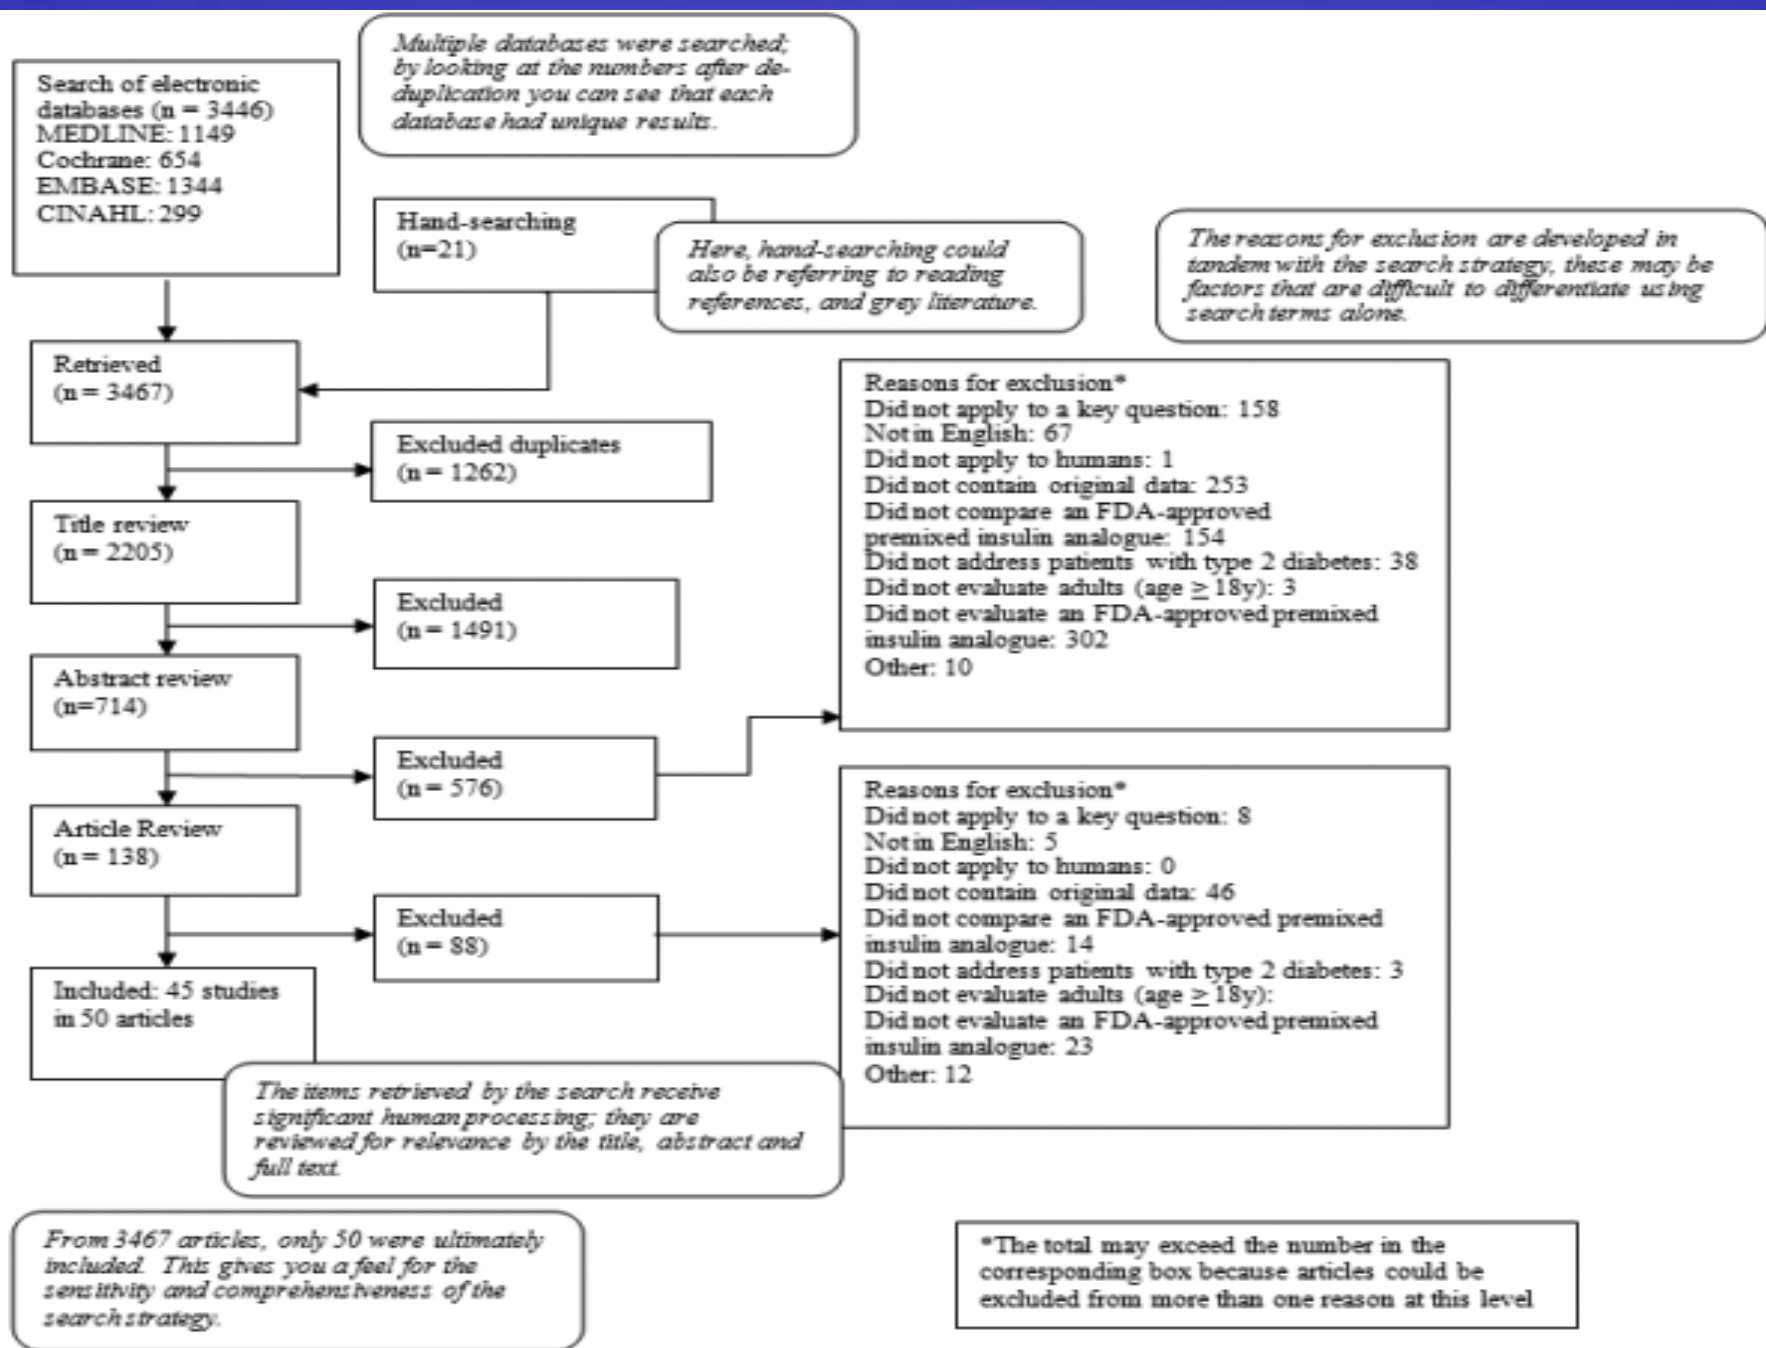 Multiple databases were searched;
by looking at the numbers after de-
duplication you can see that each
database had unique results.
Search of electronic
databases (n = 3446)
MEDLINE: 1149
Cochrane: 654
EMBASE: 1344
CINAHL: 299
Hand-searching
(n=21)
Here, hand-searching could
also be referring to reading
references, and grey literature.
The reasons for exclusion are developed in
tandem with the search strategy, these may be
factors that are difficult to differentiate using
search terms alone.
Retrieved
(n = 3467)
Excluded duplicates
(n = 1262)
Title review
(n = 2205)
Excluded
(n = 1491)
Abstract review
(n=714)
Excluded
(n = 576)
Reasons for exclusion*
Did not apply to a key question: 158
Not in English: 67
Did not apply to humans: 1
Did not contain original data: 253
Did not compare an FDA-approved
premixed insulin analogue: 154
Did not address patients with type 2 diabetes: 38
Did not evaluate adults (age ≥ 18y): 3
Did not evaluate an FDA-approved premixed
insulin analogue: 302
Other: 10
Article Review
(n = 138)
Excluded
(n = 88)
Reasons for exclusion*
Did not apply to a key question: 8
Not in English: 5
Did not apply to humans: 0
Did not contain original data: 46
Did not compare an FDA-approved premixed
insulin analogue: 14
Did not address patients with type 2 diabetes: 3
Did not evaluate adults (age ≥ 18y):
Did not evaluate an FDA-approved premixed
insulin analogue: 23
Other: 12
Included: 45 studies
in 50 articles
The items retrieved by the search receive
significant human processing; they are
reviewed for relevance by the title, abstract and
full text.
From 3467 articles, only 50 were ultimately
included. This gives you a feel for the
sensitivity and comprehensiveness of the
search strategy.
*The total may exceed the number in the
corresponding box because articles could be
excluded from more than one reason at this level